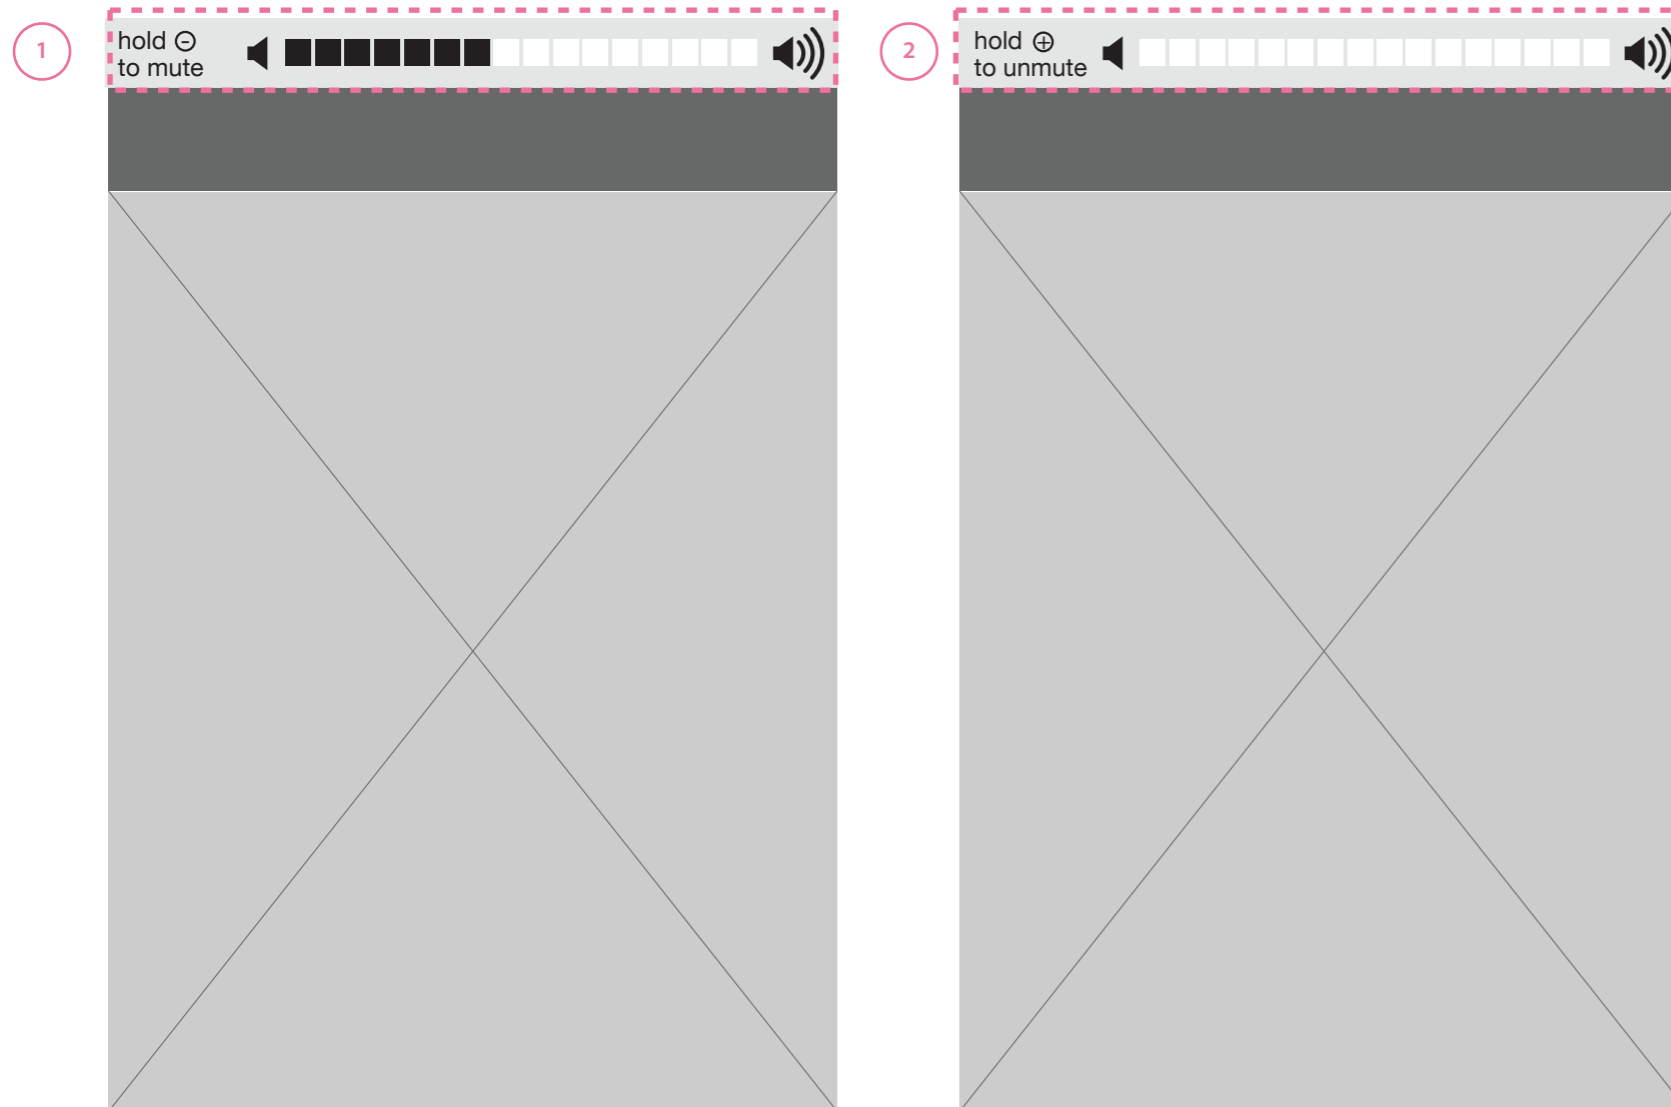 1
hold ⊖
to mute
2
hold ⊕
to unmute